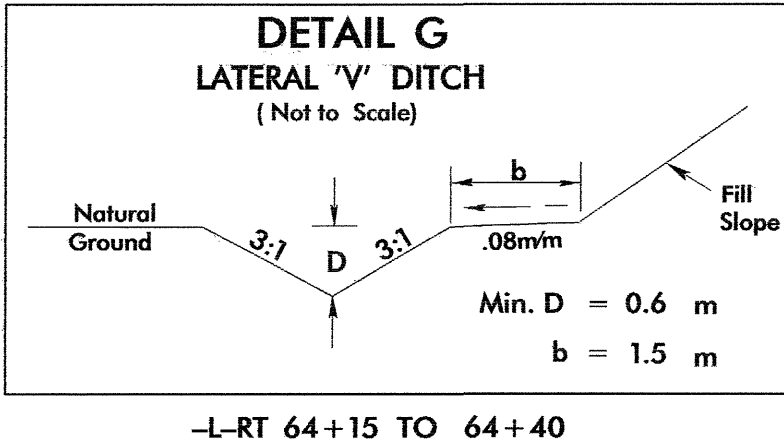 DETAIL G
LATERAL 'V' DITCH
( Not to Scale)
b
Natural
Ground
3:1
D
3:1
.08m/m
Fill
Slope
Min. D = 0.6 m
b = 1.5 m
-L-RT 64+15 TO 64+40